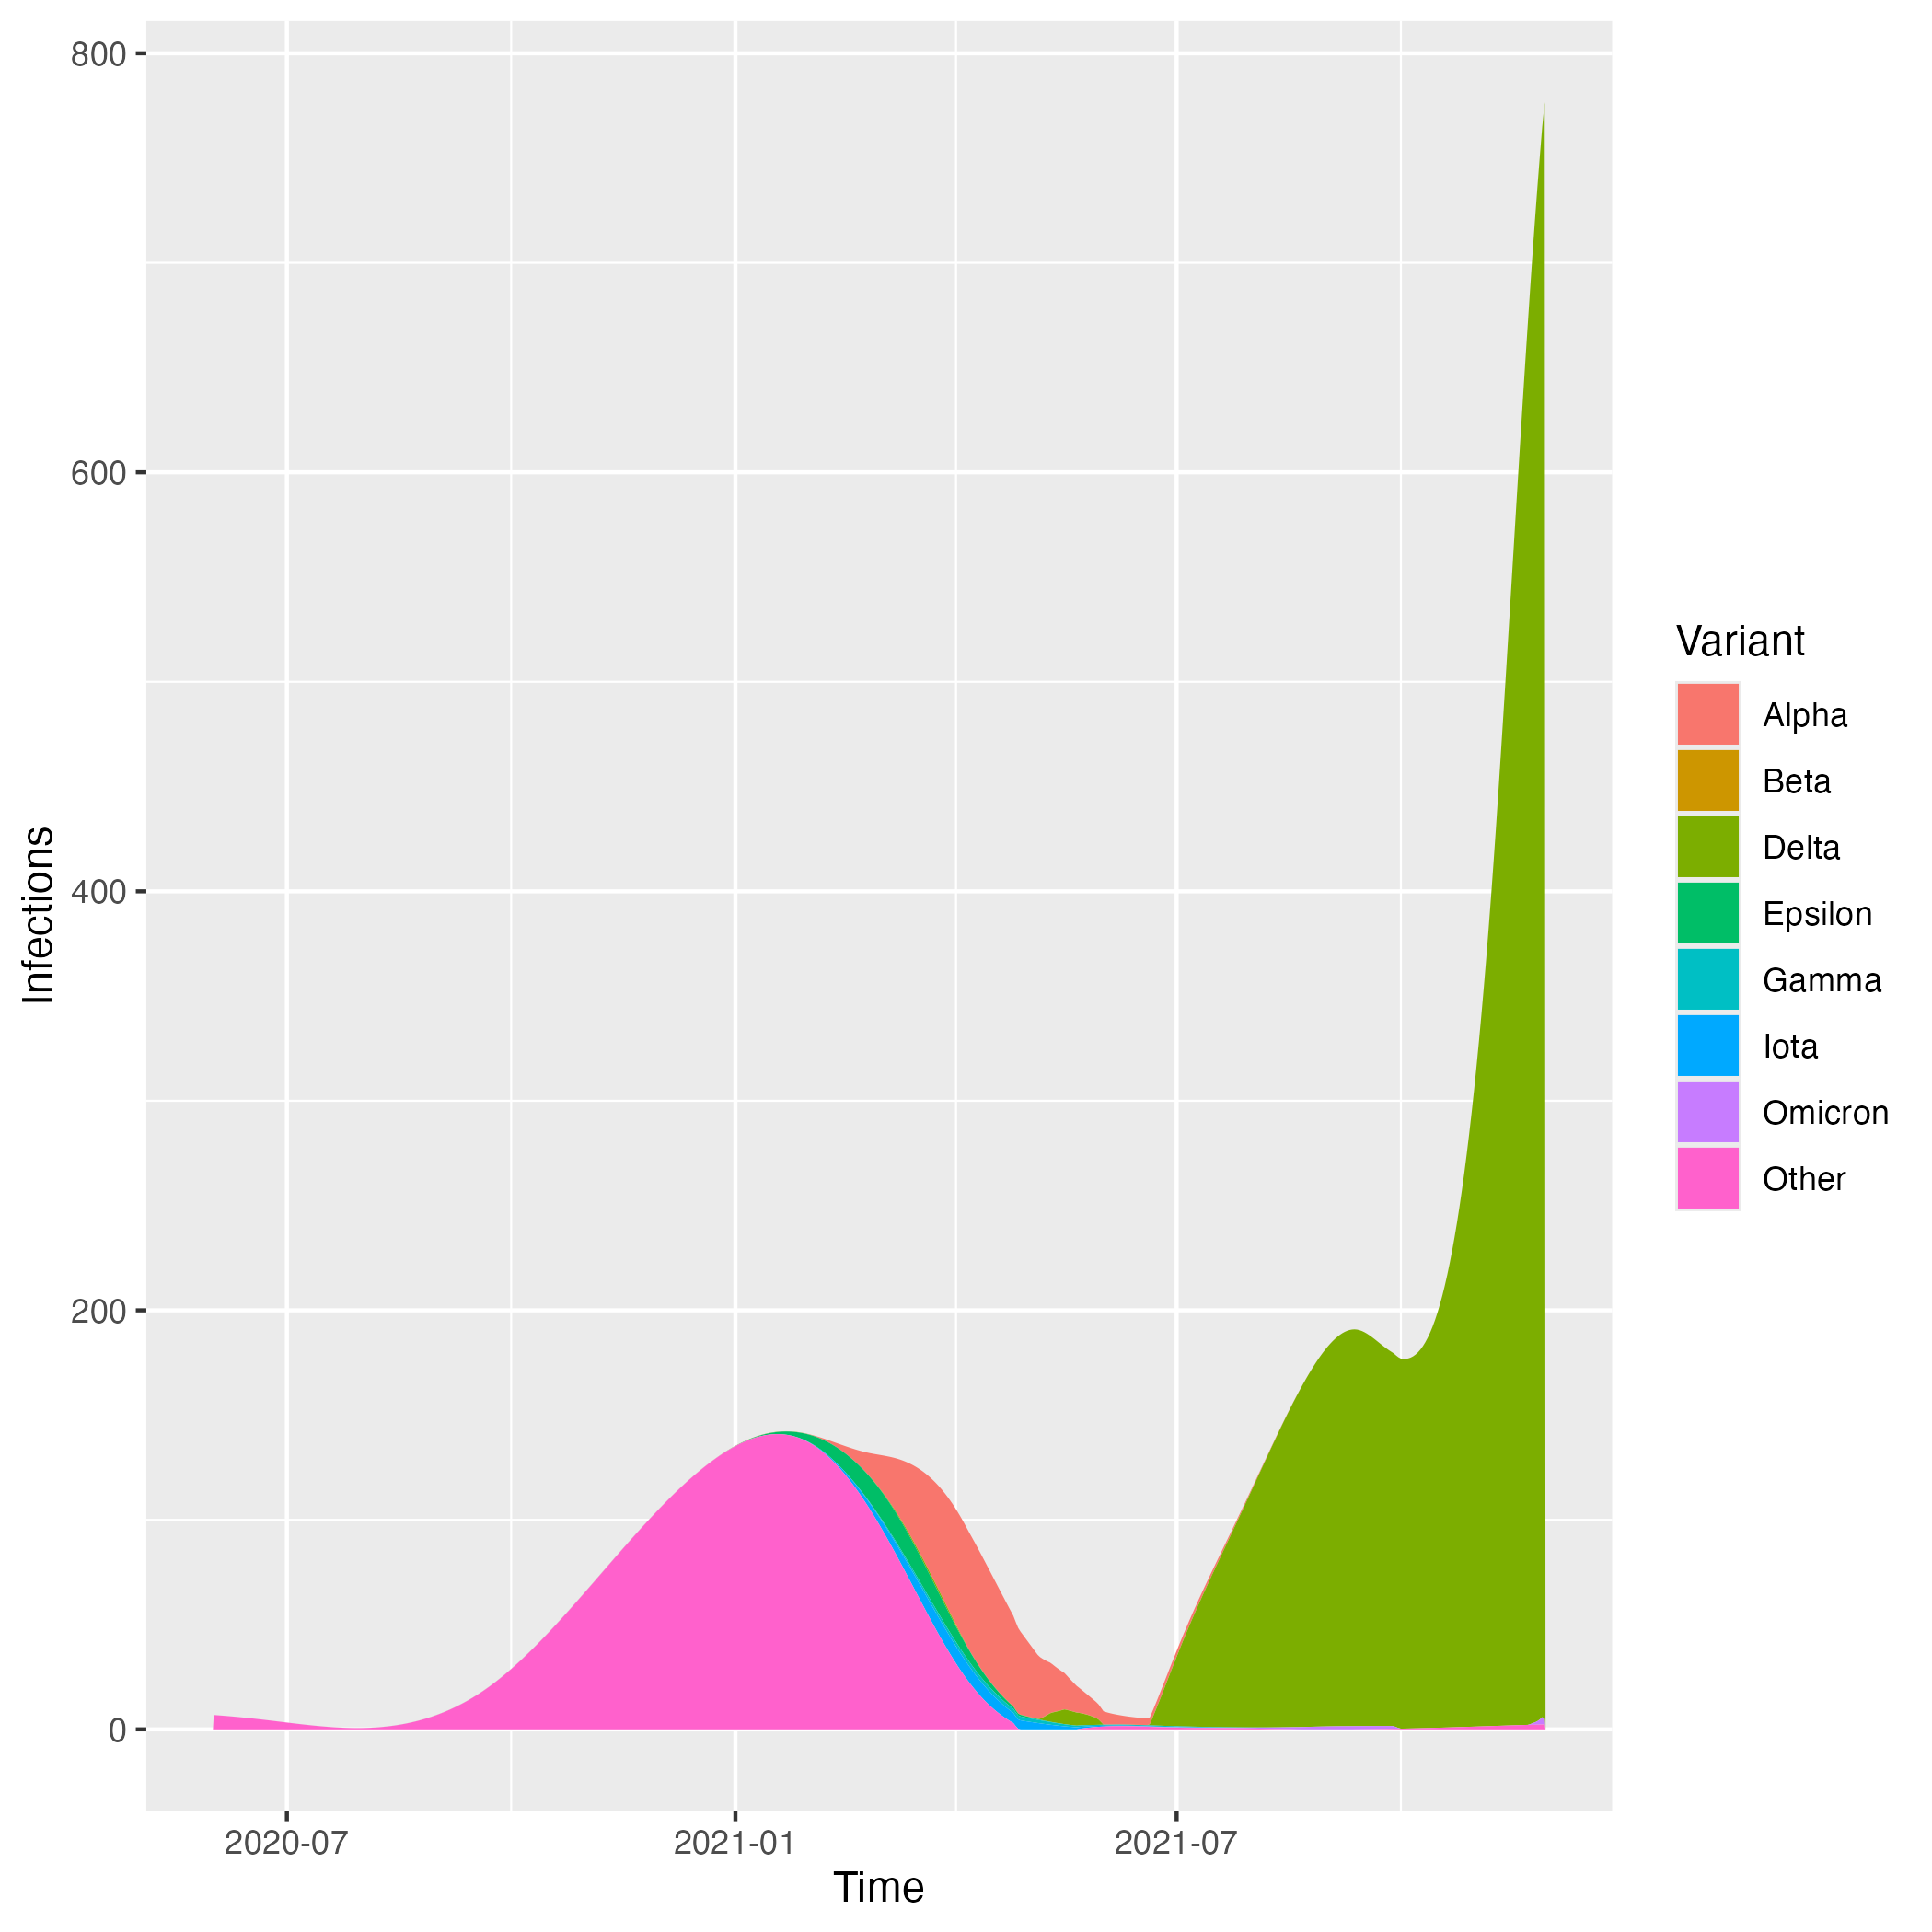 800
600
400
200
0
Infections
2020-07
2021-01
2021-07
Time
Variant
Alpha
Beta
Delta
Epsilon
Gamma
Iota
Omicron
Other